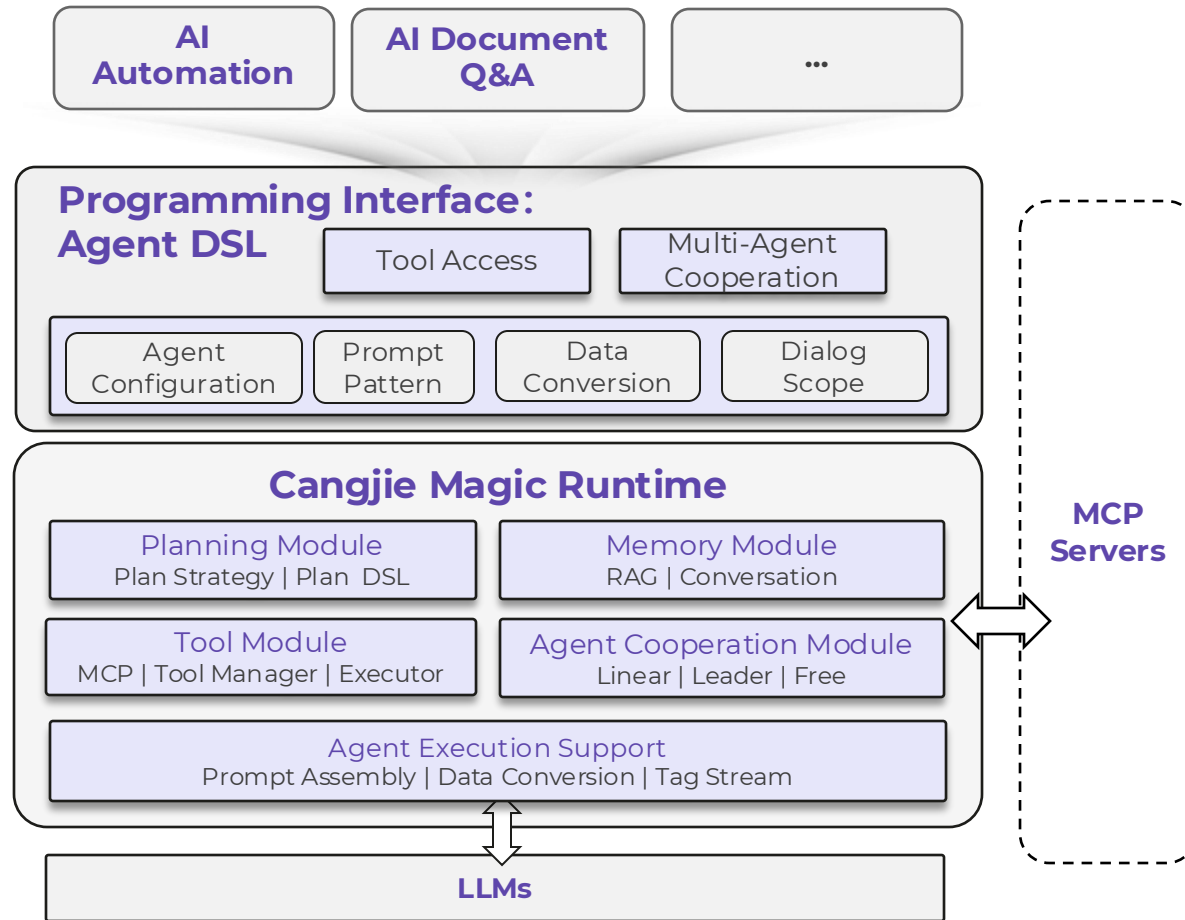 AI
Automation
AI Document
Q&A
...
Programming Interface:
Agent DSL
Tool Access
Multi-Agent
Cooperation
Agent
Configuration
Prompt
Pattern
Data
Conversion
Dialog
Scope
Cangjie Magic Runtime
Planning Module
Plan Strategy | Plan DSL
Memory Module
RAG | Conversation
Tool Module
MCP | Tool Manager | Executor
Agent Cooperation Module
Linear | Leader | Free
Agent Execution Support
Prompt Assembly | Data Conversion | Tag Stream
LLMs
MCP
Servers